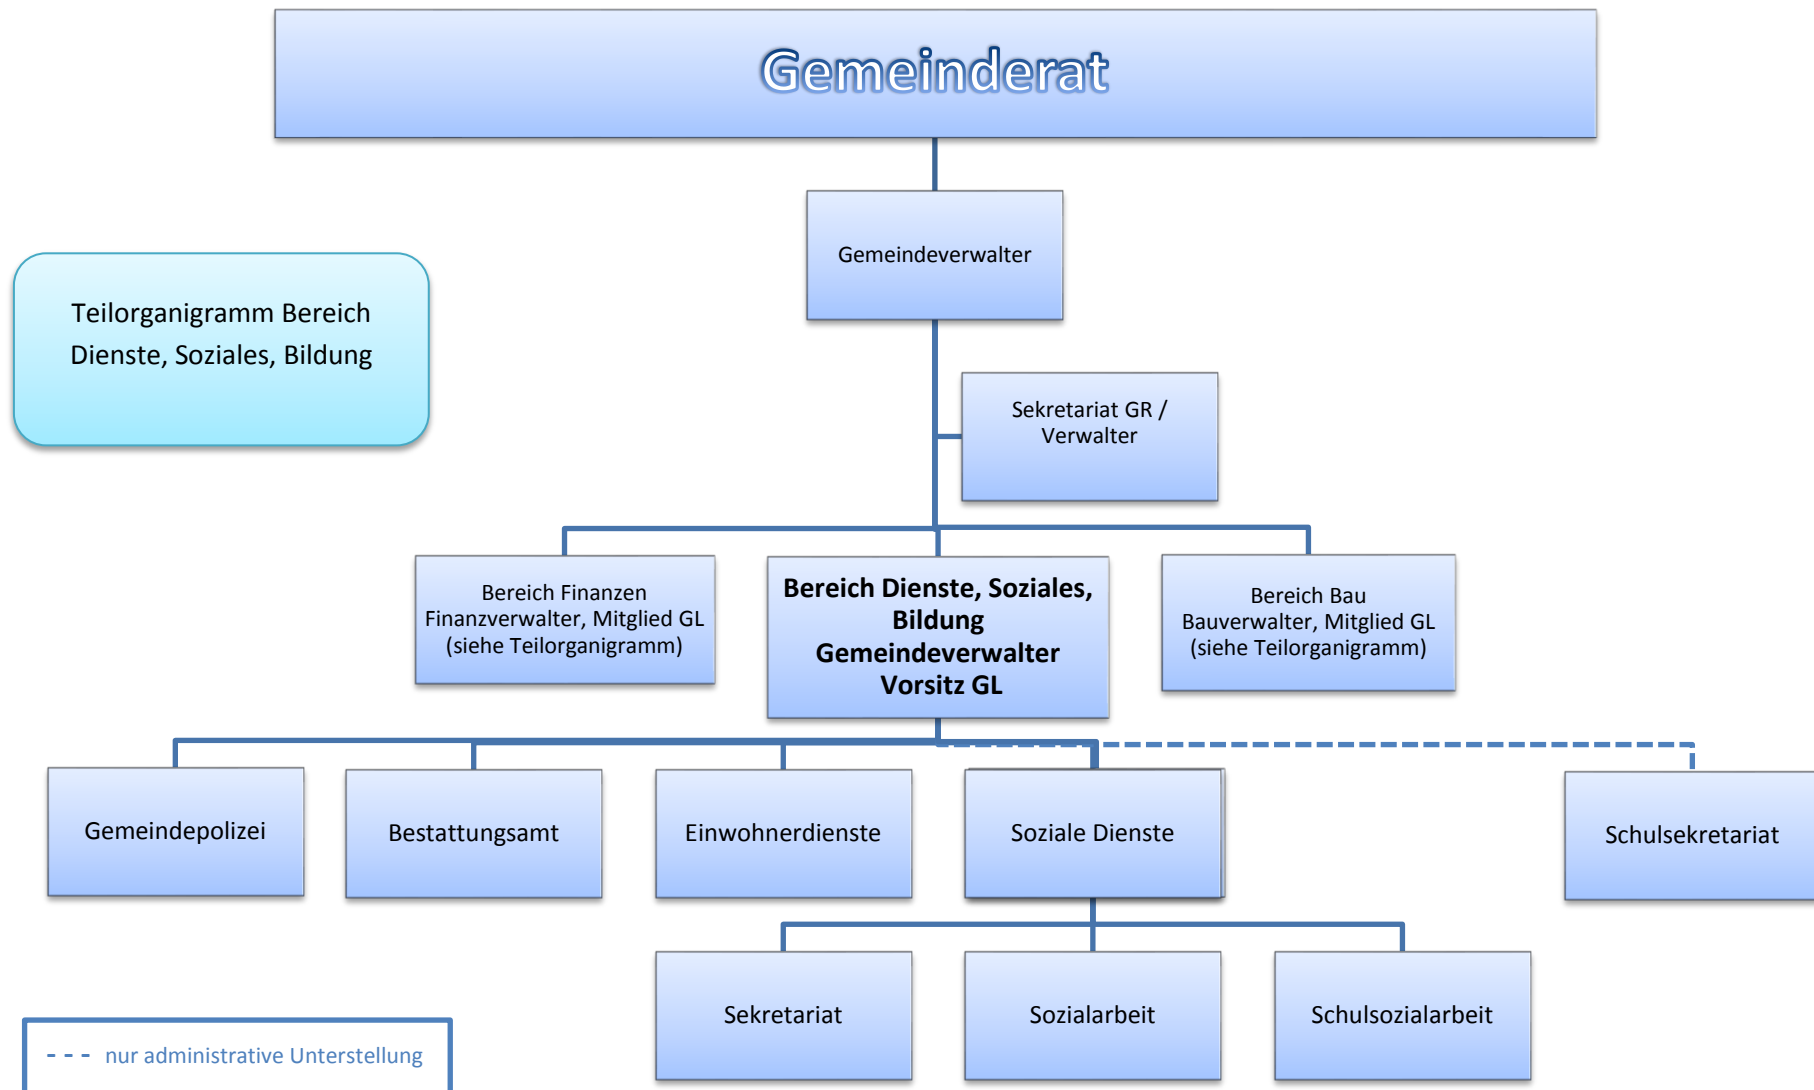 Gemeinderat
Gemeindeverwalter
Teilorganigramm Bereich
Dienste, Soziales, Bildung
Sekretariat GR /
Verwalter
Bereich Finanzen
Finanzverwalter, Mitglied GL
(siehe Teilorganigramm)
Bereich Dienste, Soziales,
Bildung
Gemeindeverwalter
Vorsitz GL
Bereich Bau
Bauverwalter, Mitglied GL
(siehe Teilorganigramm)
Gemeindepolizei
Bestattungsamt
Einwohnerdienste
Soziale Dienste
Schulsekretariat
Sekretariat
Sozialarbeit
Schulsozialarbeit
--- nur administrative Unterstellung